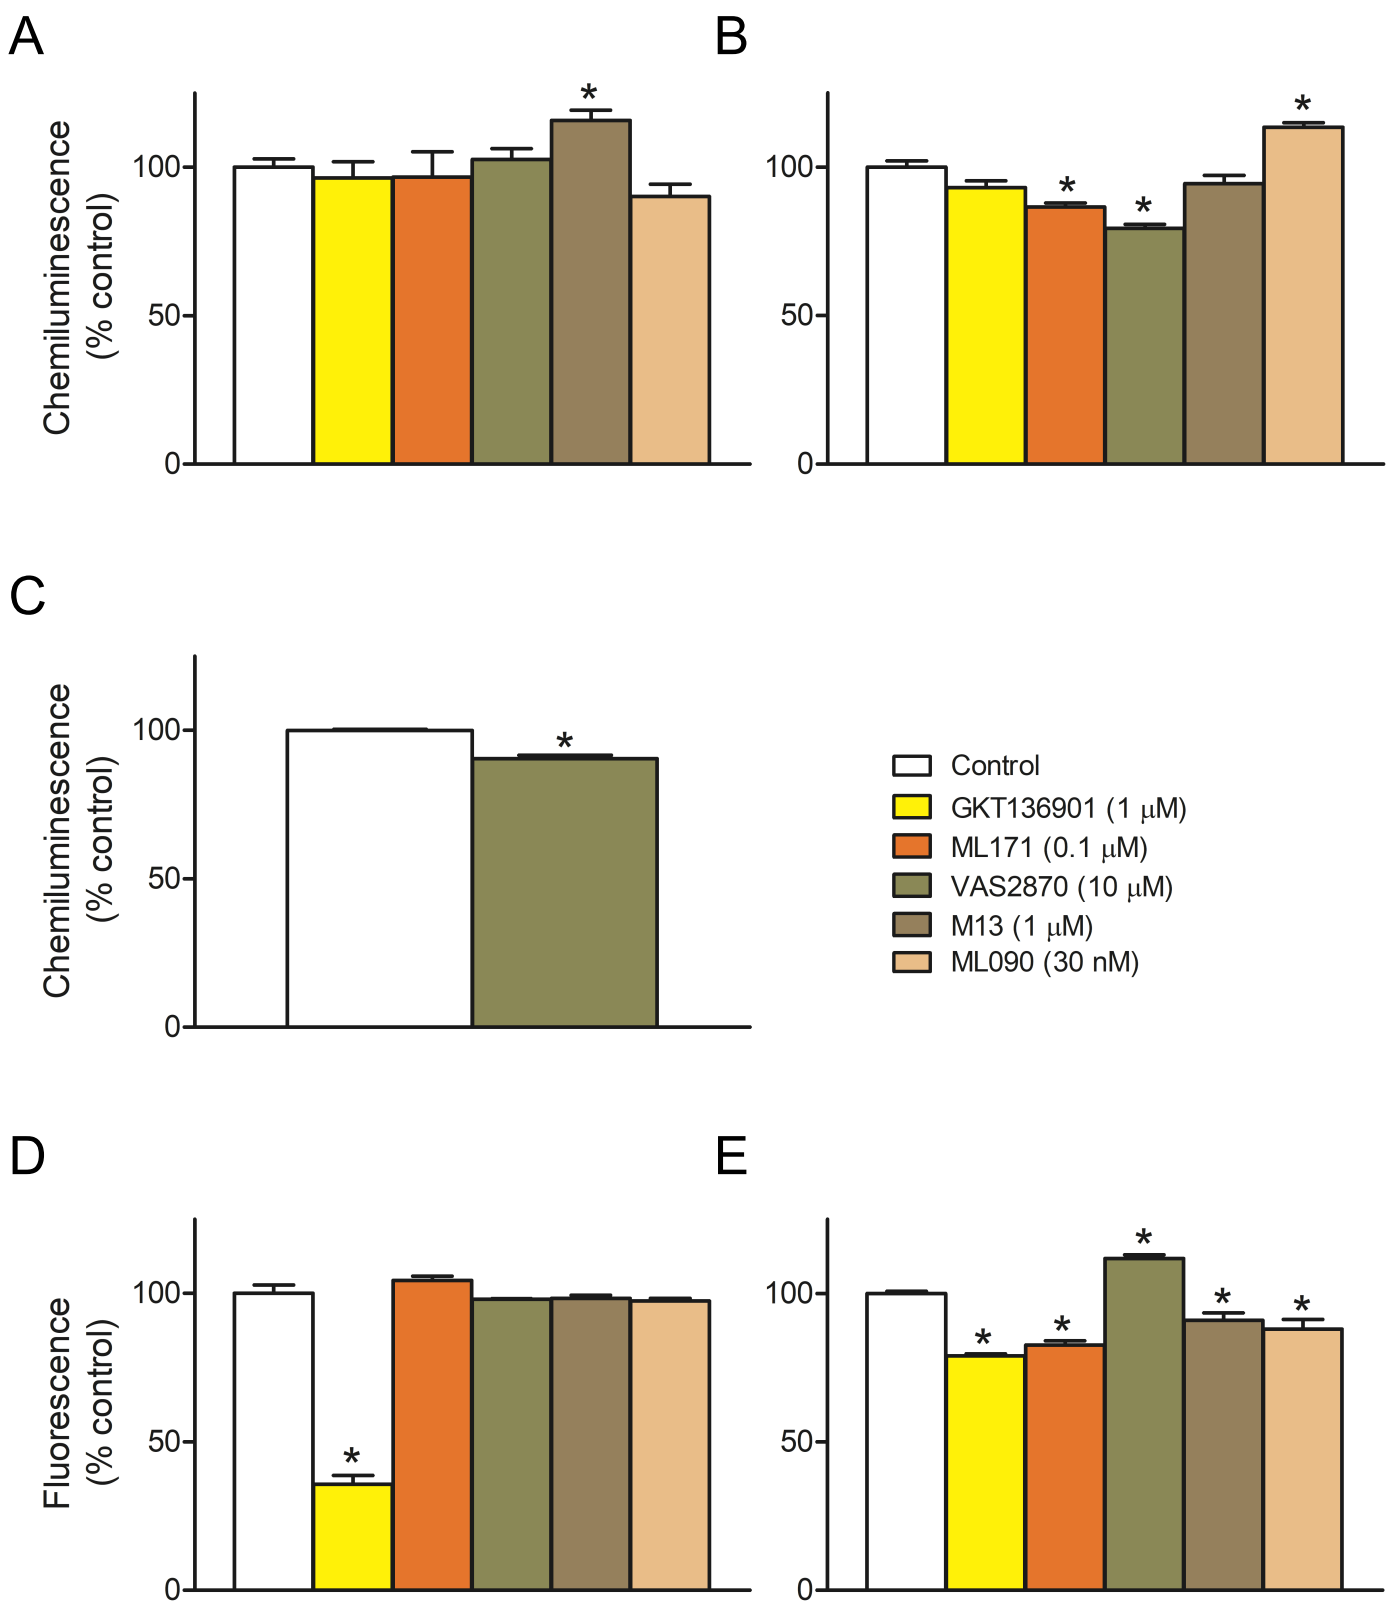 A
B
*
*
*
*
Chemiluminescence
(% control)
100
50
0
100
50
0
C
*
Chemiluminescence
(% control)
100
50
0
Control
GKT136901 (1 μM)
ML171 (0.1 μM)
VAS2870 (10 μM)
M13 (1 μM)
ML090 (30 nM)
D
E
Fluorescence
(% control)
100
50
0
*
100
50
0
*
*
*
*
*